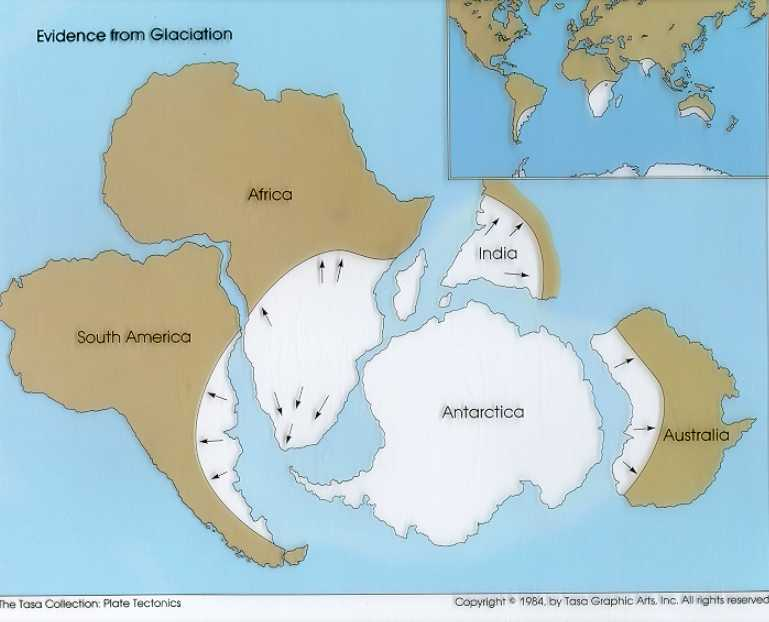 Evidence from Glaciation
Africa
India
South America
Antarctica
Australia
The Tasa Collection: Plate Tectonics
Copyright © 1984, by Tasa Graphic Arts, Inc. All rights reserved